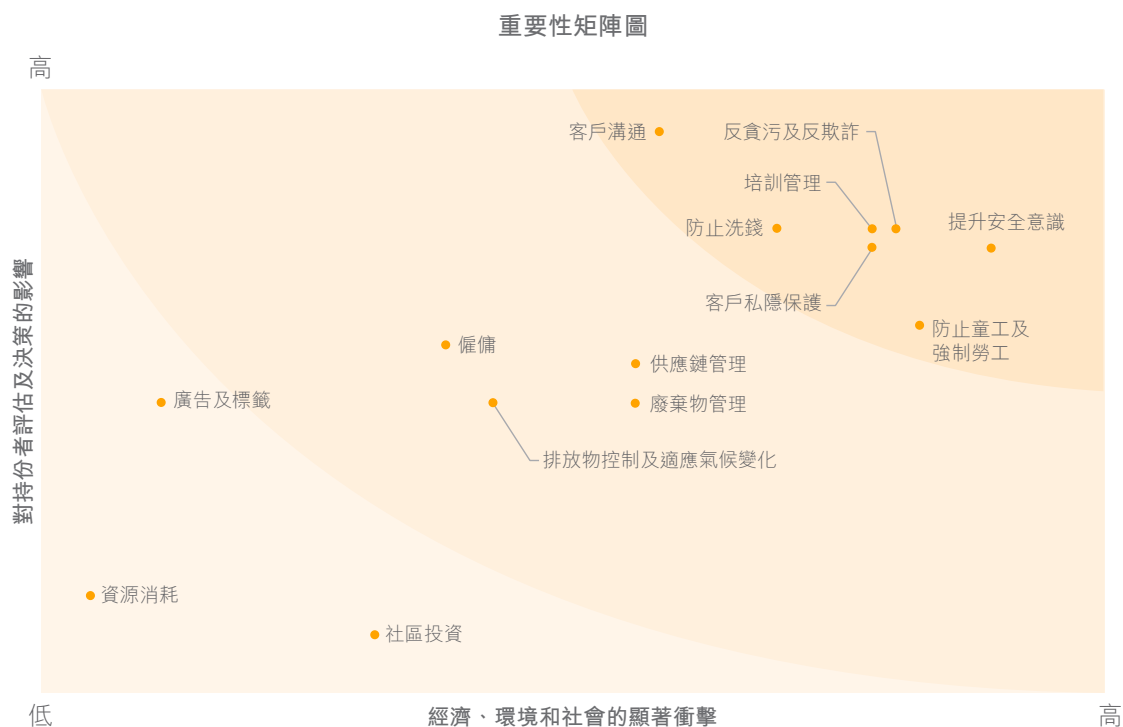 重要性矩陣圖
高
客戶溝通
反貪污及反欺詐
培訓管理
防止洗錢
提升安全意識
客戶私隱保護
防止童工及
強制勞工
僱傭
供應鏈管理
廣告及標籤
廢棄物管理
排放物控制及適應氣候變化
對持份者評估及決策的影響
資源消耗
社區投資
低
經濟、環境和社會的顯著衝擊
高